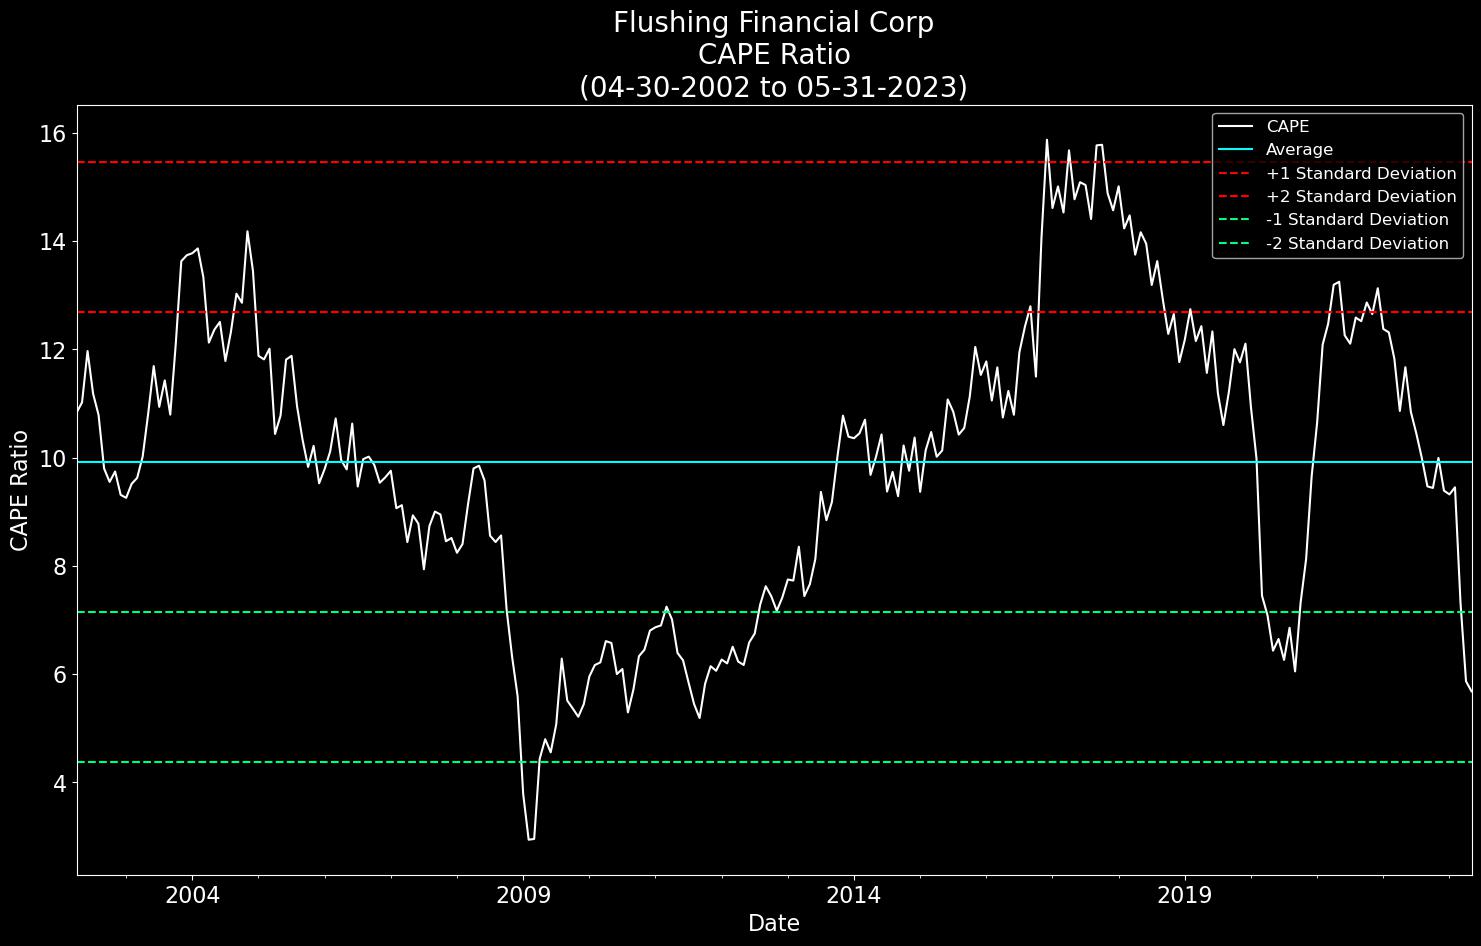 Flushing Financial Corp
CAPE Ratio
(04-30-2002 to 05-31-2023)
CAPE
Average
+1 Standard Deviation
+2 Standard Deviation
-1 Standard Deviation
-2 Standard Deviation
CAPE Ratio
16
14
12
10
8
6
4
2004
2009
2014
2019
Date